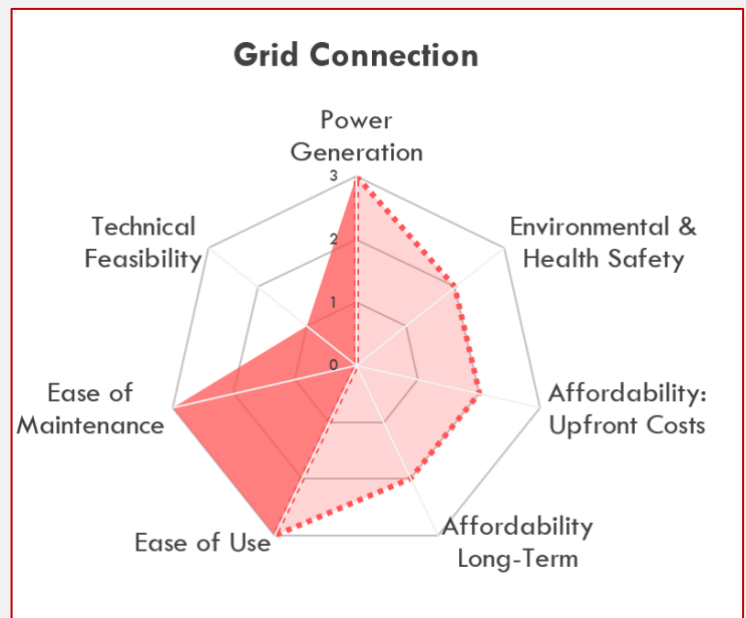 Grid Connection
Power
Generation
3
Technical
Feasibility
Environmental &
Health Safety
2
1
0
Ease of
Maintenance
Affordability:
Upfront Costs
Ease of Use
Affordability
Long-Term